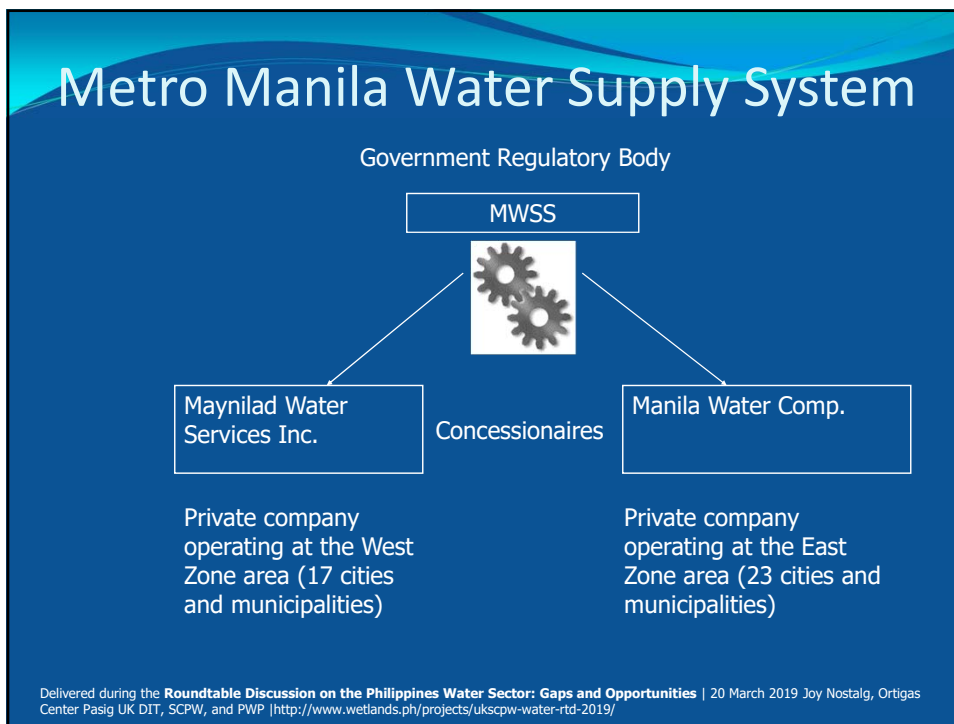 Metro Manila Water Supply System
Government Regulatory Body
MWSS
Maynilad Water
Services Inc.
Concessionaires
Manila Water Comp.
Private company
operating at the West
Zone area (17 cities
and municipalities)
Private company
operating at the East
Zone area (23 cities and
municipalities)
Delivered during the Roundtable Discussion on the Philippines Water Sector: Gaps and Opportunities | 20 March 2019 Joy Nostalg, Ortigas
Center Pasig UK DIT, SCPW, and PWP |http://www.wetlands.ph/projects/ukscpw-water-rtd-2019/